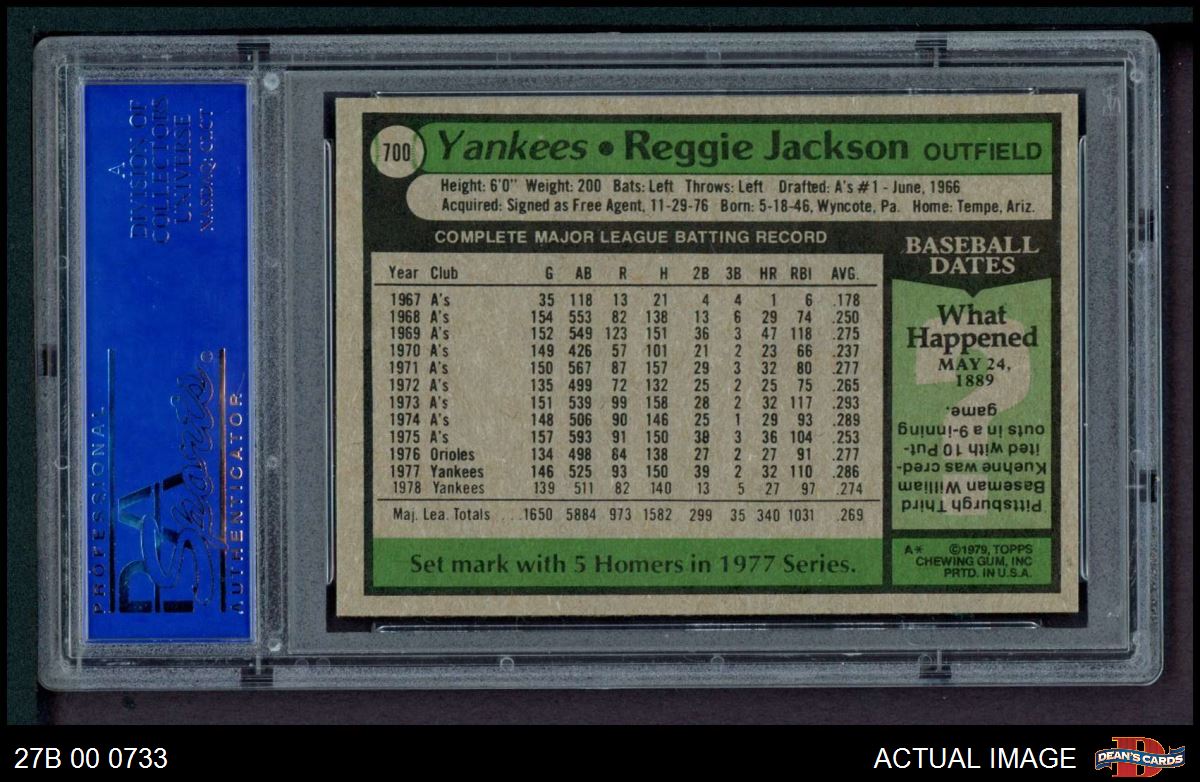 A
DIVISION OF
COLLECTORS
UNIVERSE
NASDAQ: CLCT
PROFESSIONAL
PSA
Sports
AUTHENTICATOR
700 Yankees • Reggie Jackson OUTFIELD
Height: 6'0" Weight: 200 Bats: Left Throws: Left Drafted: A's #1 - June, 1966
Acquired: Signed as Free Agent, 11-29-76 Born: 5-18-46, Wyncote, Pa. Home: Tempe, Ariz.
COMPLETE MAJOR LEAGUE BATTING RECORD
Year Club G AB R H 2B 3B HR RBI AVG.
1967 A's 35 118 13 21 4 4 1 6 .178
1968 A's 154 553 82 138 13 6 29 74 .250
1969 A's 152 549 123 151 36 3 47 118 .275
1970 A's 149 426 57 101 21 2 23 66 .237
1971 A's 150 567 87 157 29 3 32 80 .277
1972 A's 135 499 72 132 25 2 25 75 .265
1973 A's 151 539 99 158 28 2 32 117 .293
1974 A's 148 506 90 146 25 1 29 93 .289
1975 A's 157 593 91 150 38 3 36 104 .253
1976 Orioles 134 498 84 138 27 2 27 91 .277
1977 Yankees 146 525 93 150 39 2 32 110 .286
1978 Yankees 139 511 82 140 13 5 27 97 .274
Maj. Lea. Totals ...1650 5884 973 1582 299 35 340 1031 .269
Set mark with 5 Homers in 1977 Series.
BASEBALL
DATES
What
Happened
MAY 24,
1889
Pittsburgh Third
Baseman William
Kuehne was cred-
ited with 10 Put-
outs in a 9-inning
game.
A* ©1979, TOPPS
CHEWING GUM, INC
PRTD. IN U.S.A.
27B 00 0733
ACTUAL IMAGE
DEAN'S CARDS